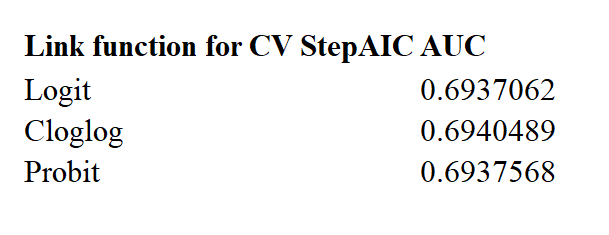 Link function for CV StepAIC AUC
Logit 0.6937062
Cloglog 0.6940489
Probit 0.6937568